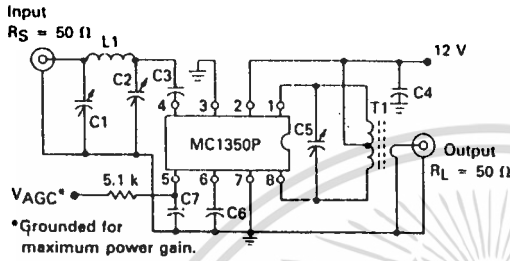 Input
RS = 50 Ω
L1
C2
C3
C1
4
3
2
1
12 V
C4
T1
C5
MC1350P
Output
RL = 50 Ω
5
6
7
8
5.1 k
VAGC*
C7
C6
*Grounded for
maximum power gain.